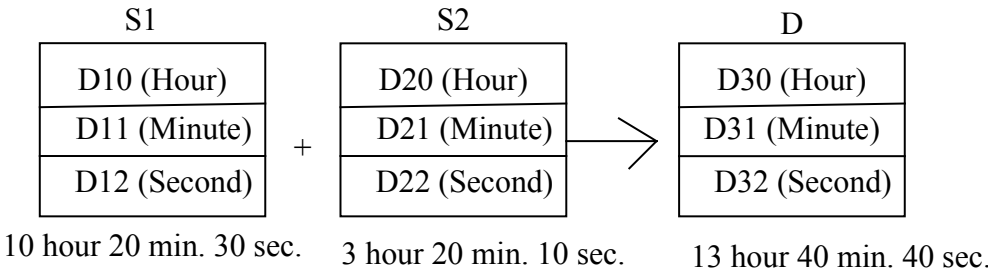 S1 S2 D
D10 (Hour) D20 (Hour) D30 (Hour)
D11 (Minute) + D21 (Minute) D31 (Minute)
D12 (Second) D22 (Second) D32 (Second)
10 hour 20 min. 30 sec. 3 hour 20 min. 10 sec. 13 hour 40 min. 40 sec.